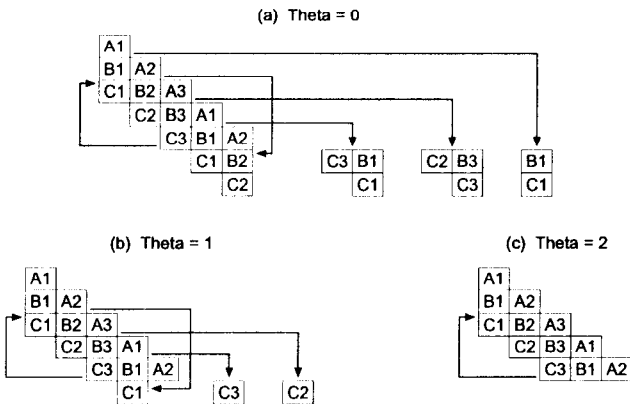 (a) Theta = 0
A1
B1 A2
C1 B2 A3
C2 B3 A1
C3 B1 A2 C3 B1 C2 B3 B1
C1 B2 C1 C3 C1
C2
(b) Theta = 1 (c) Theta = 2
A1 A1
B1 A2 B1 A2
C1 B2 A3 C1 B2 A3
C2 B3 A1 C2 B3 A1
C3 B1 A2 C3 C2 C3 B1 A2
C1